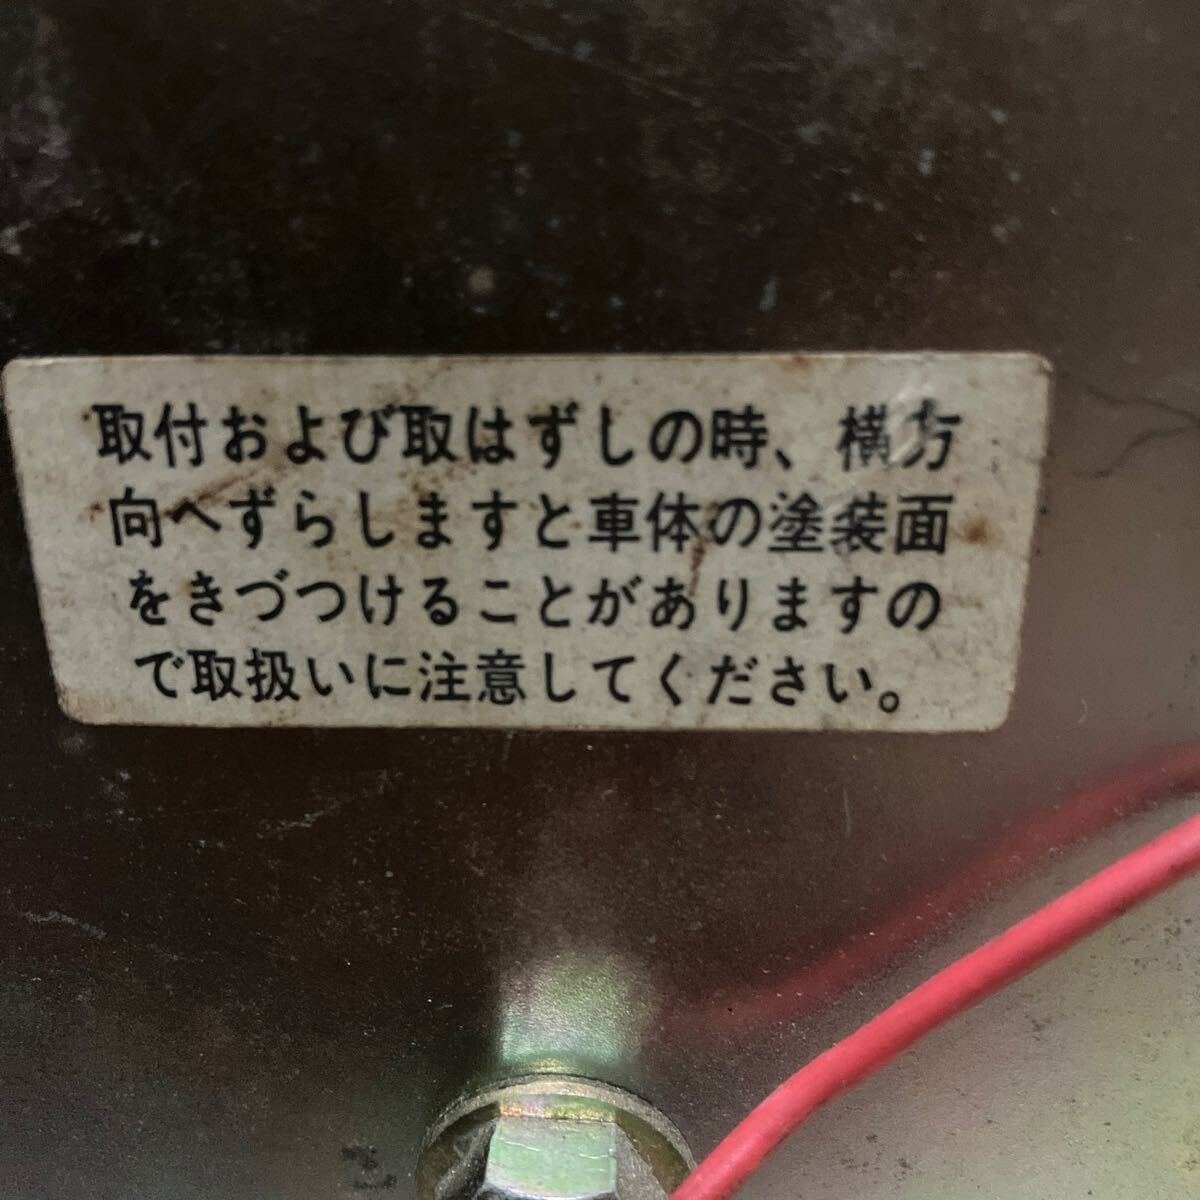 取付および取はずしの時、横方
向へずらしますと車体の塗装面
をきづつけることがありますの
で取扱いに注意してください。